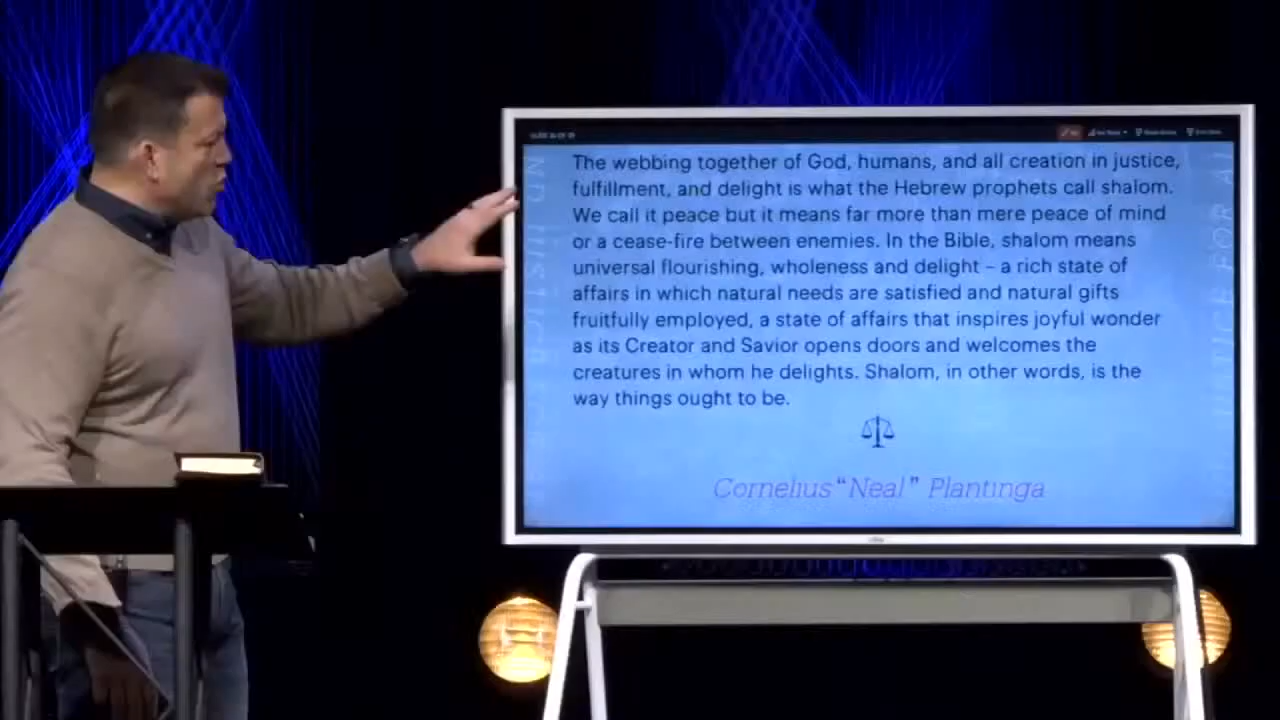 The webbing together of God, humans, and all creation in justice,
fulfillment, and delight is what the Hebrew prophets call shalom.
We call it peace but it means far more than mere peace of mind
or a cease-fire between enemies. In the Bible, shalom means
universal flourishing, wholeness and delight – a rich state of
affairs in which natural needs are satisfied and natural gifts
fruitfully employed, a state of affairs that inspires joyful wonder
as its Creator and Savior opens doors and welcomes the
creatures in whom he delights. Shalom, in other words, is the
way things ought to be.
Cornelius “Neal” Plantinga